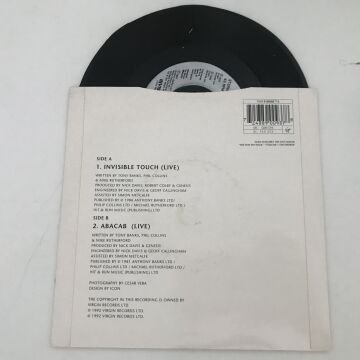 SIDE A
1. INVISIBLE TOUCH (LIVE)
WRITTEN BY TONY BANKS, PHIL COLLINS
& MIKE RUTHERFORD
PRODUCED BY NICK DAVIS, ROBERT COLBY & GENESIS
ENGINEERED BY NICK DAVIS & GEOFF CALLINGHAM
ASSISTED BY SIMON METCALFE
PUBLISHED BY © 1986 ANTHONY BANKS LTD /
PHILIP COLLINS LTD / MICHAEL RUTHERFORD LTD /
HIT & RUN MUSIC (PUBLISHING) LTD
SIDE B
2. ABACAB (LIVE)
WRITTEN BY TONY BANKS, PHIL COLLINS
& MIKE RUTHERFORD
PRODUCED BY NICK DAVIS & GENESIS
ENGINEERED BY NICK DAVIS & GEOFF CALLINGHAM
ASSISTED BY SIMON METCALFE
PUBLISHED BY © 1981 ANTHONY BANKS LTD /
PHILIP COLLINS LTD / MICHAEL RUTHERFORD LTD /
HIT & RUN MUSIC (PUBLISHING) LTD
PHOTOGRAPHY BY CESAR VERA
DESIGN BY ICON
THE COPYRIGHT IN THIS RECORDING IS OWNED BY
VIRGIN RECORDS LTD
℗ 1992 VIRGIN RECORDS LTD
© 1992 VIRGIN RECORDS LTD.